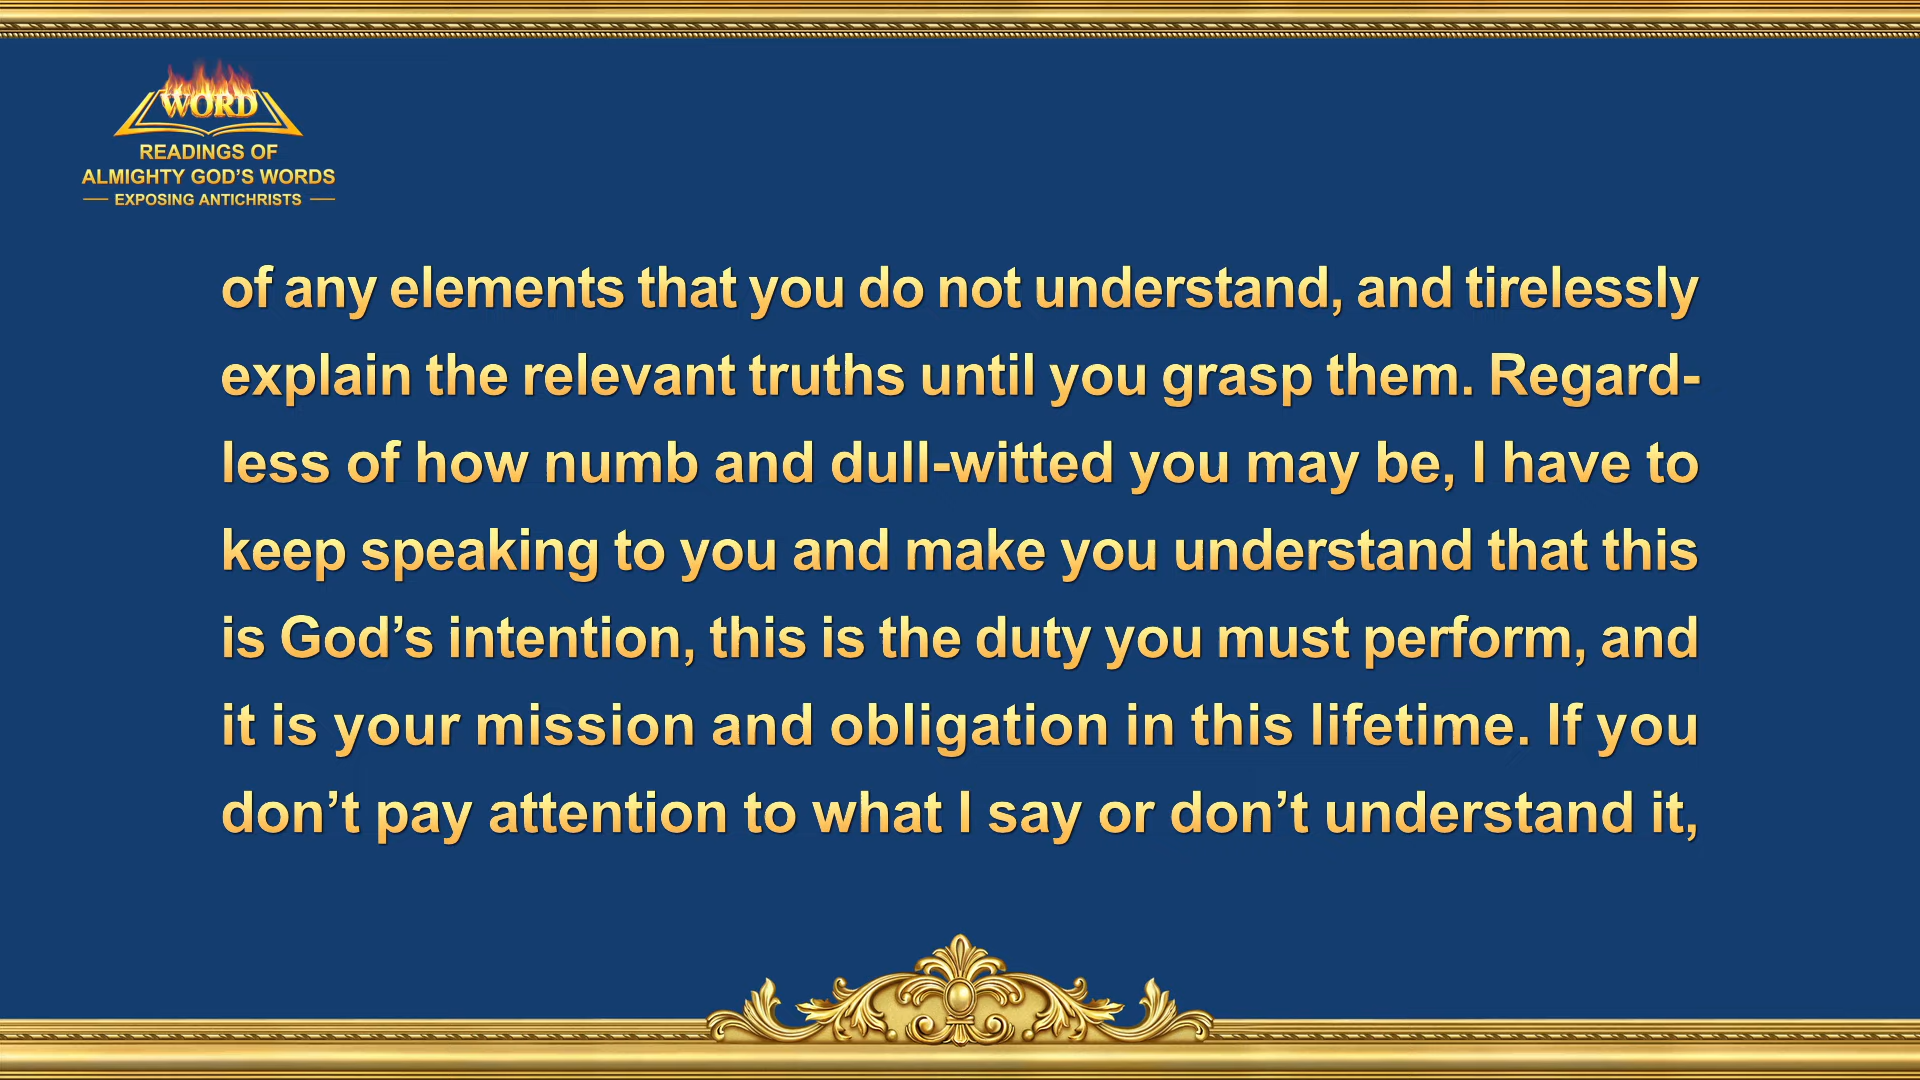 WORD
READINGS OF
ALMIGHTY GOD’S WORDS
EXPOSING ANTICHRISTS
of any elements that you do not understand, and tirelessly
explain the relevant truths until you grasp them. Regard-
less of how numb and dull-witted you may be, I have to
keep speaking to you and make you understand that this
is God’s intention, this is the duty you must perform, and
it is your mission and obligation in this lifetime. If you
don’t pay attention to what I say or don’t understand it,